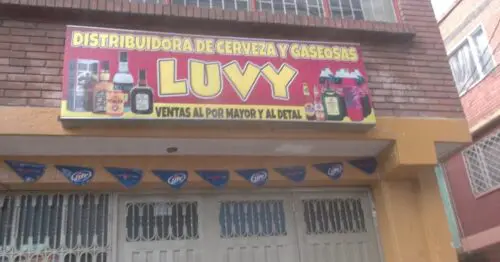 DISTRIBUIDORA DE CERVEZA Y GASEOSAS
LUVY
VENTAS AL POR MAYOR Y AL DETAL